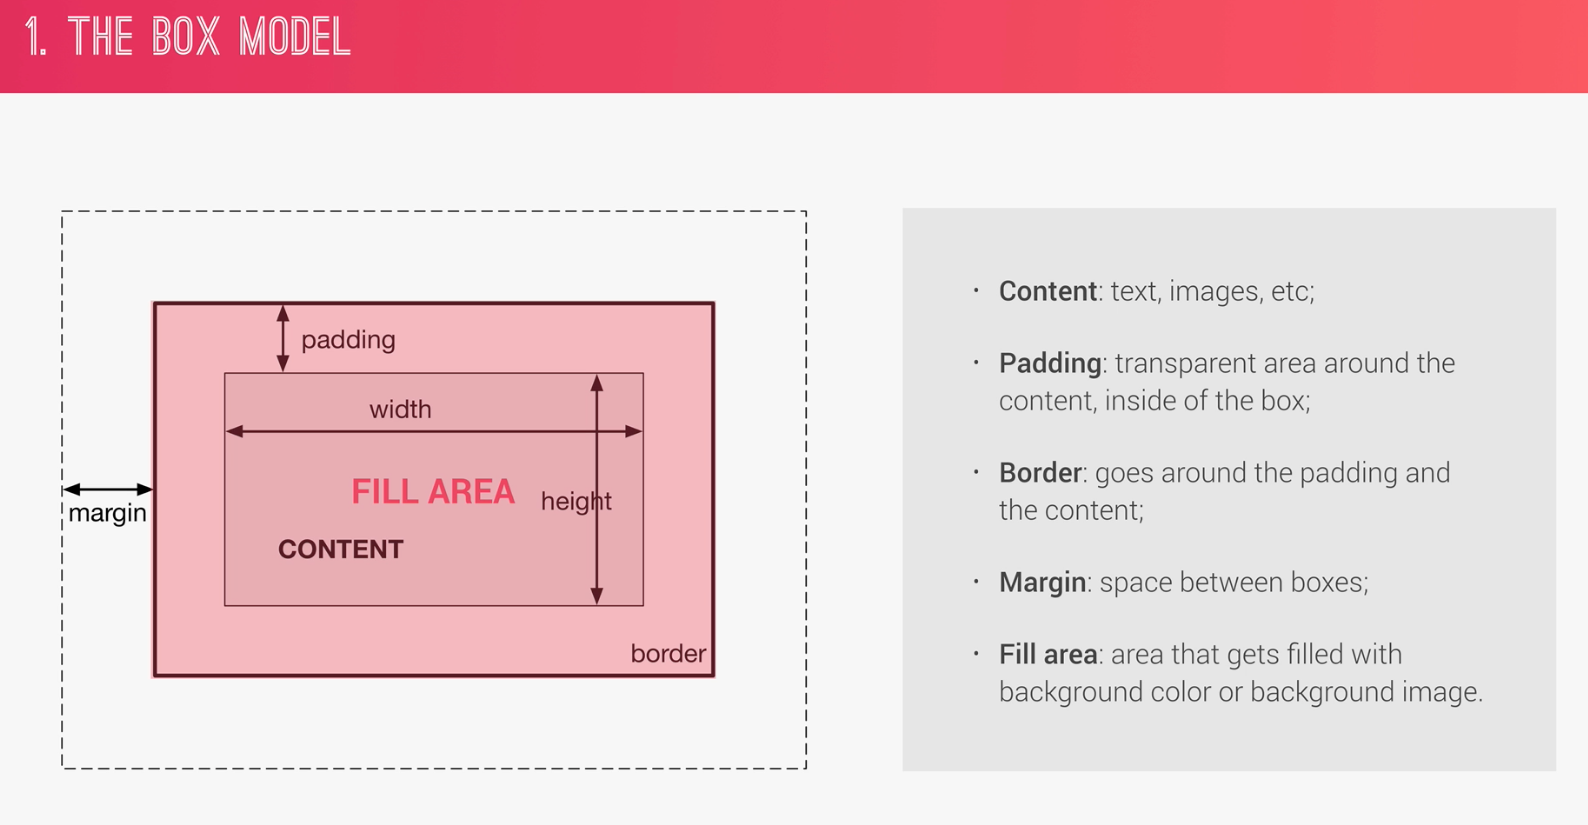 1. THE BOX MODEL
padding
width
FILL AREA
height
margin
CONTENT
border
· Content: text, images, etc;
· Padding: transparent area around the
content, inside of the box;
· Border: goes around the padding and
the content;
· Margin: space between boxes;
· Fill area: area that gets filled with
background color or background image.